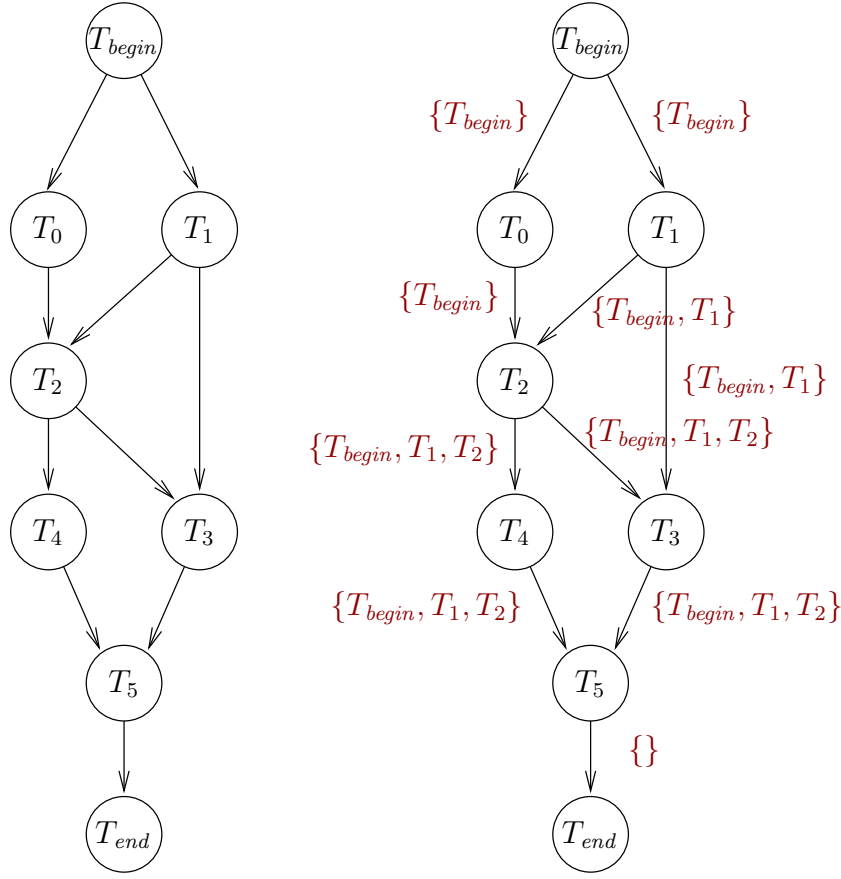 T_begin T_begin
{T_begin} {T_begin}
T_0 T_1 T_0 T_1
{T_begin} {T_begin, T_1}
T_2 T_2 {T_begin, T_1}
{T_begin, T_1, T_2} {T_begin, T_1, T_2}
T_4 T_3 T_4 T_3
{T_begin, T_1, T_2} {T_begin, T_1, T_2}
T_5 T_5
{}
T_end T_end